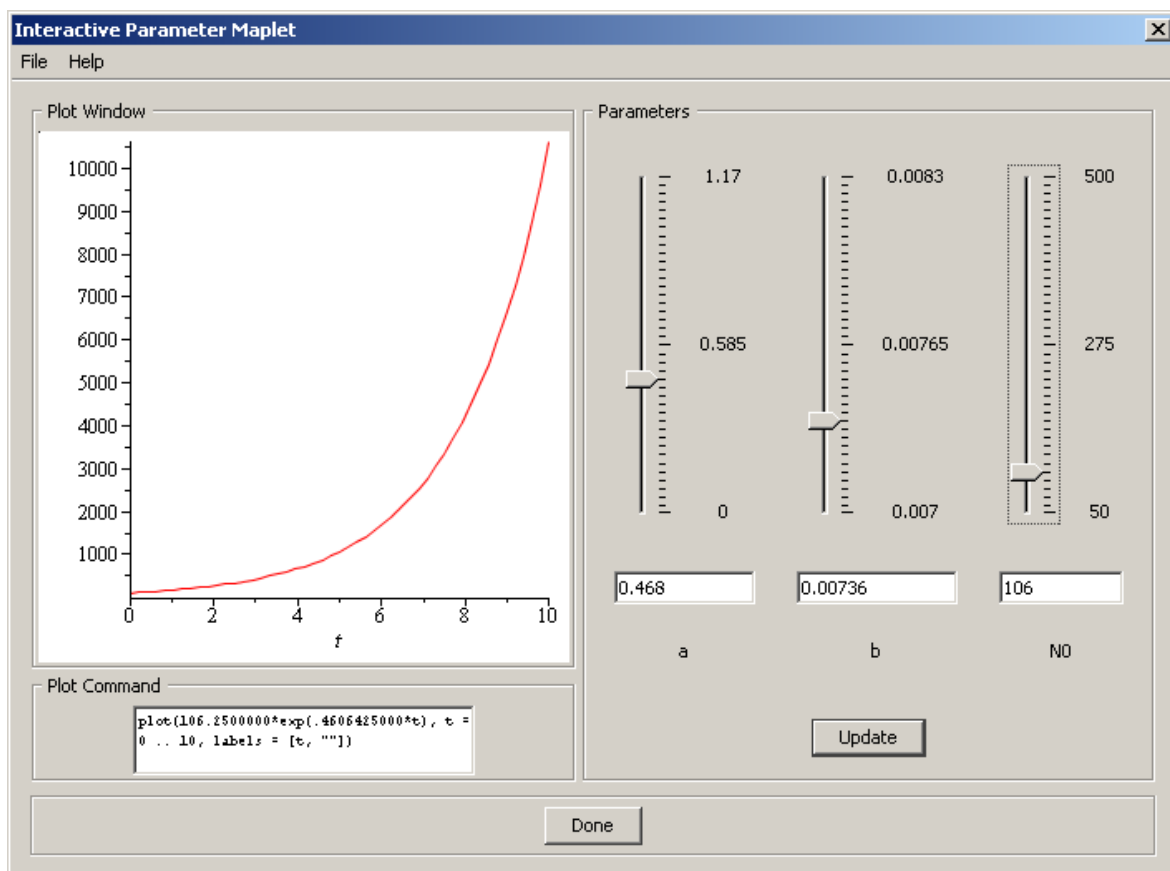 Interactive Parameter Maplet
File Help
Plot Window
10000
9000
8000
7000
6000
5000
4000
3000
2000
1000
0 2 4 6 8 10
t
Plot Command
plot(106.2500000*exp(.4606425000*t), t =
0 .. 10, labels = [t, ""])
Parameters
1.17 0.0083 500
0.585 0.00765 275
0 0.007 50
0.468 0.00736 106
a b N0
Update
Done